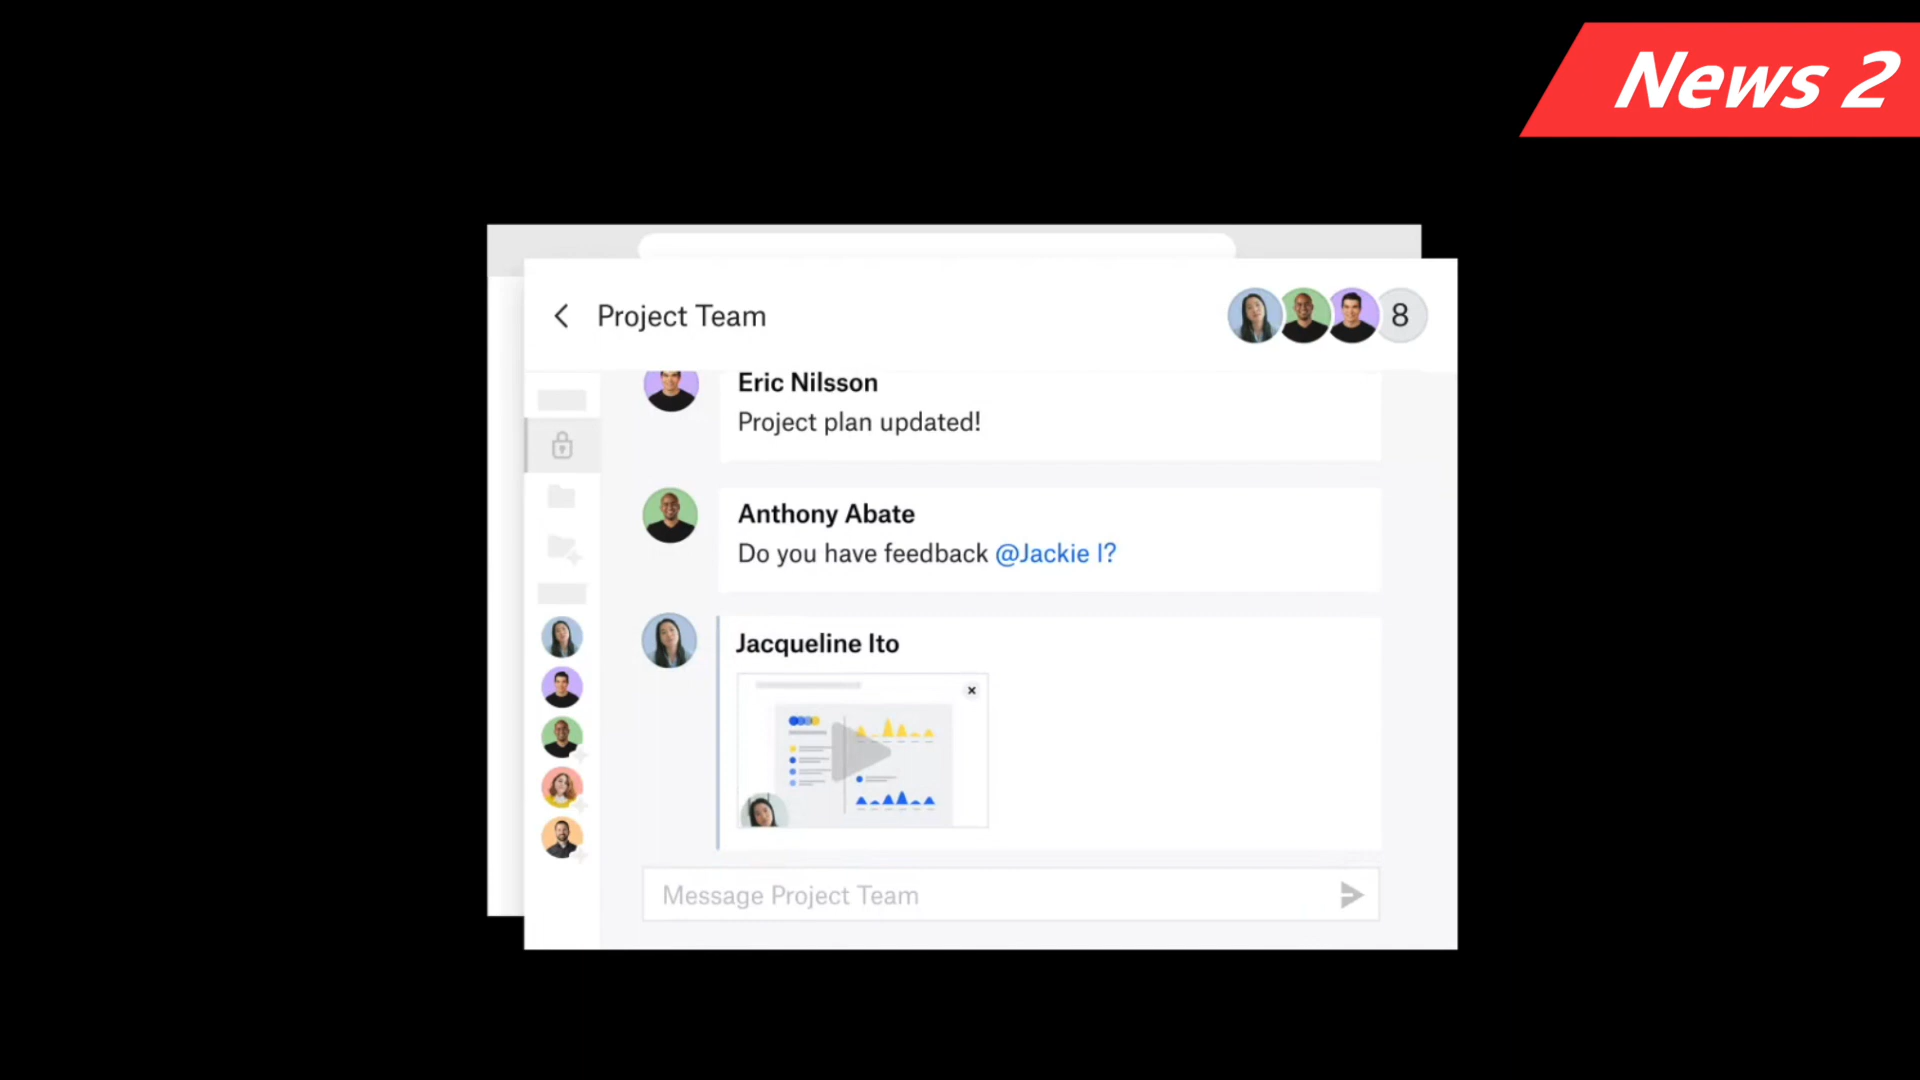 News 2
Project Team
8
Eric Nilsson
Project plan updated!
Anthony Abate
Do you have feedback @Jackie I?
Jacqueline Ito
Message Project Team